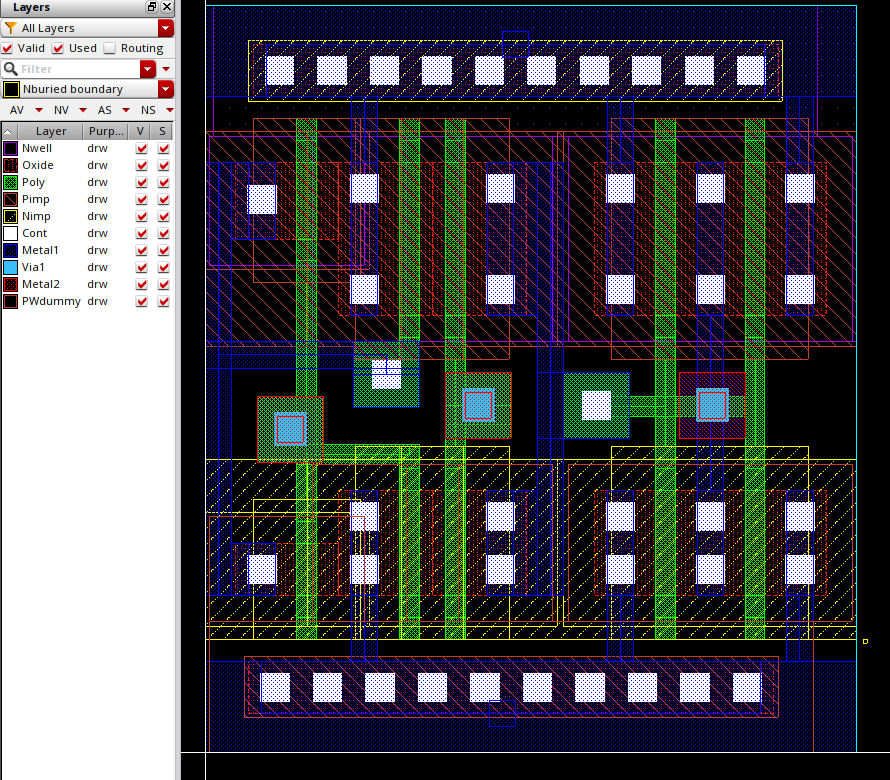 Layers
All Layers
Valid Used Routing
Filter
Nburied boundary
AV NV AS NS
Layer Purp... V S
Nwell drw
Oxide drw
Poly drw
Pimp drw
Nimp drw
Cont drw
Metal1 drw
Via1 drw
Metal2 drw
PWdummy drw